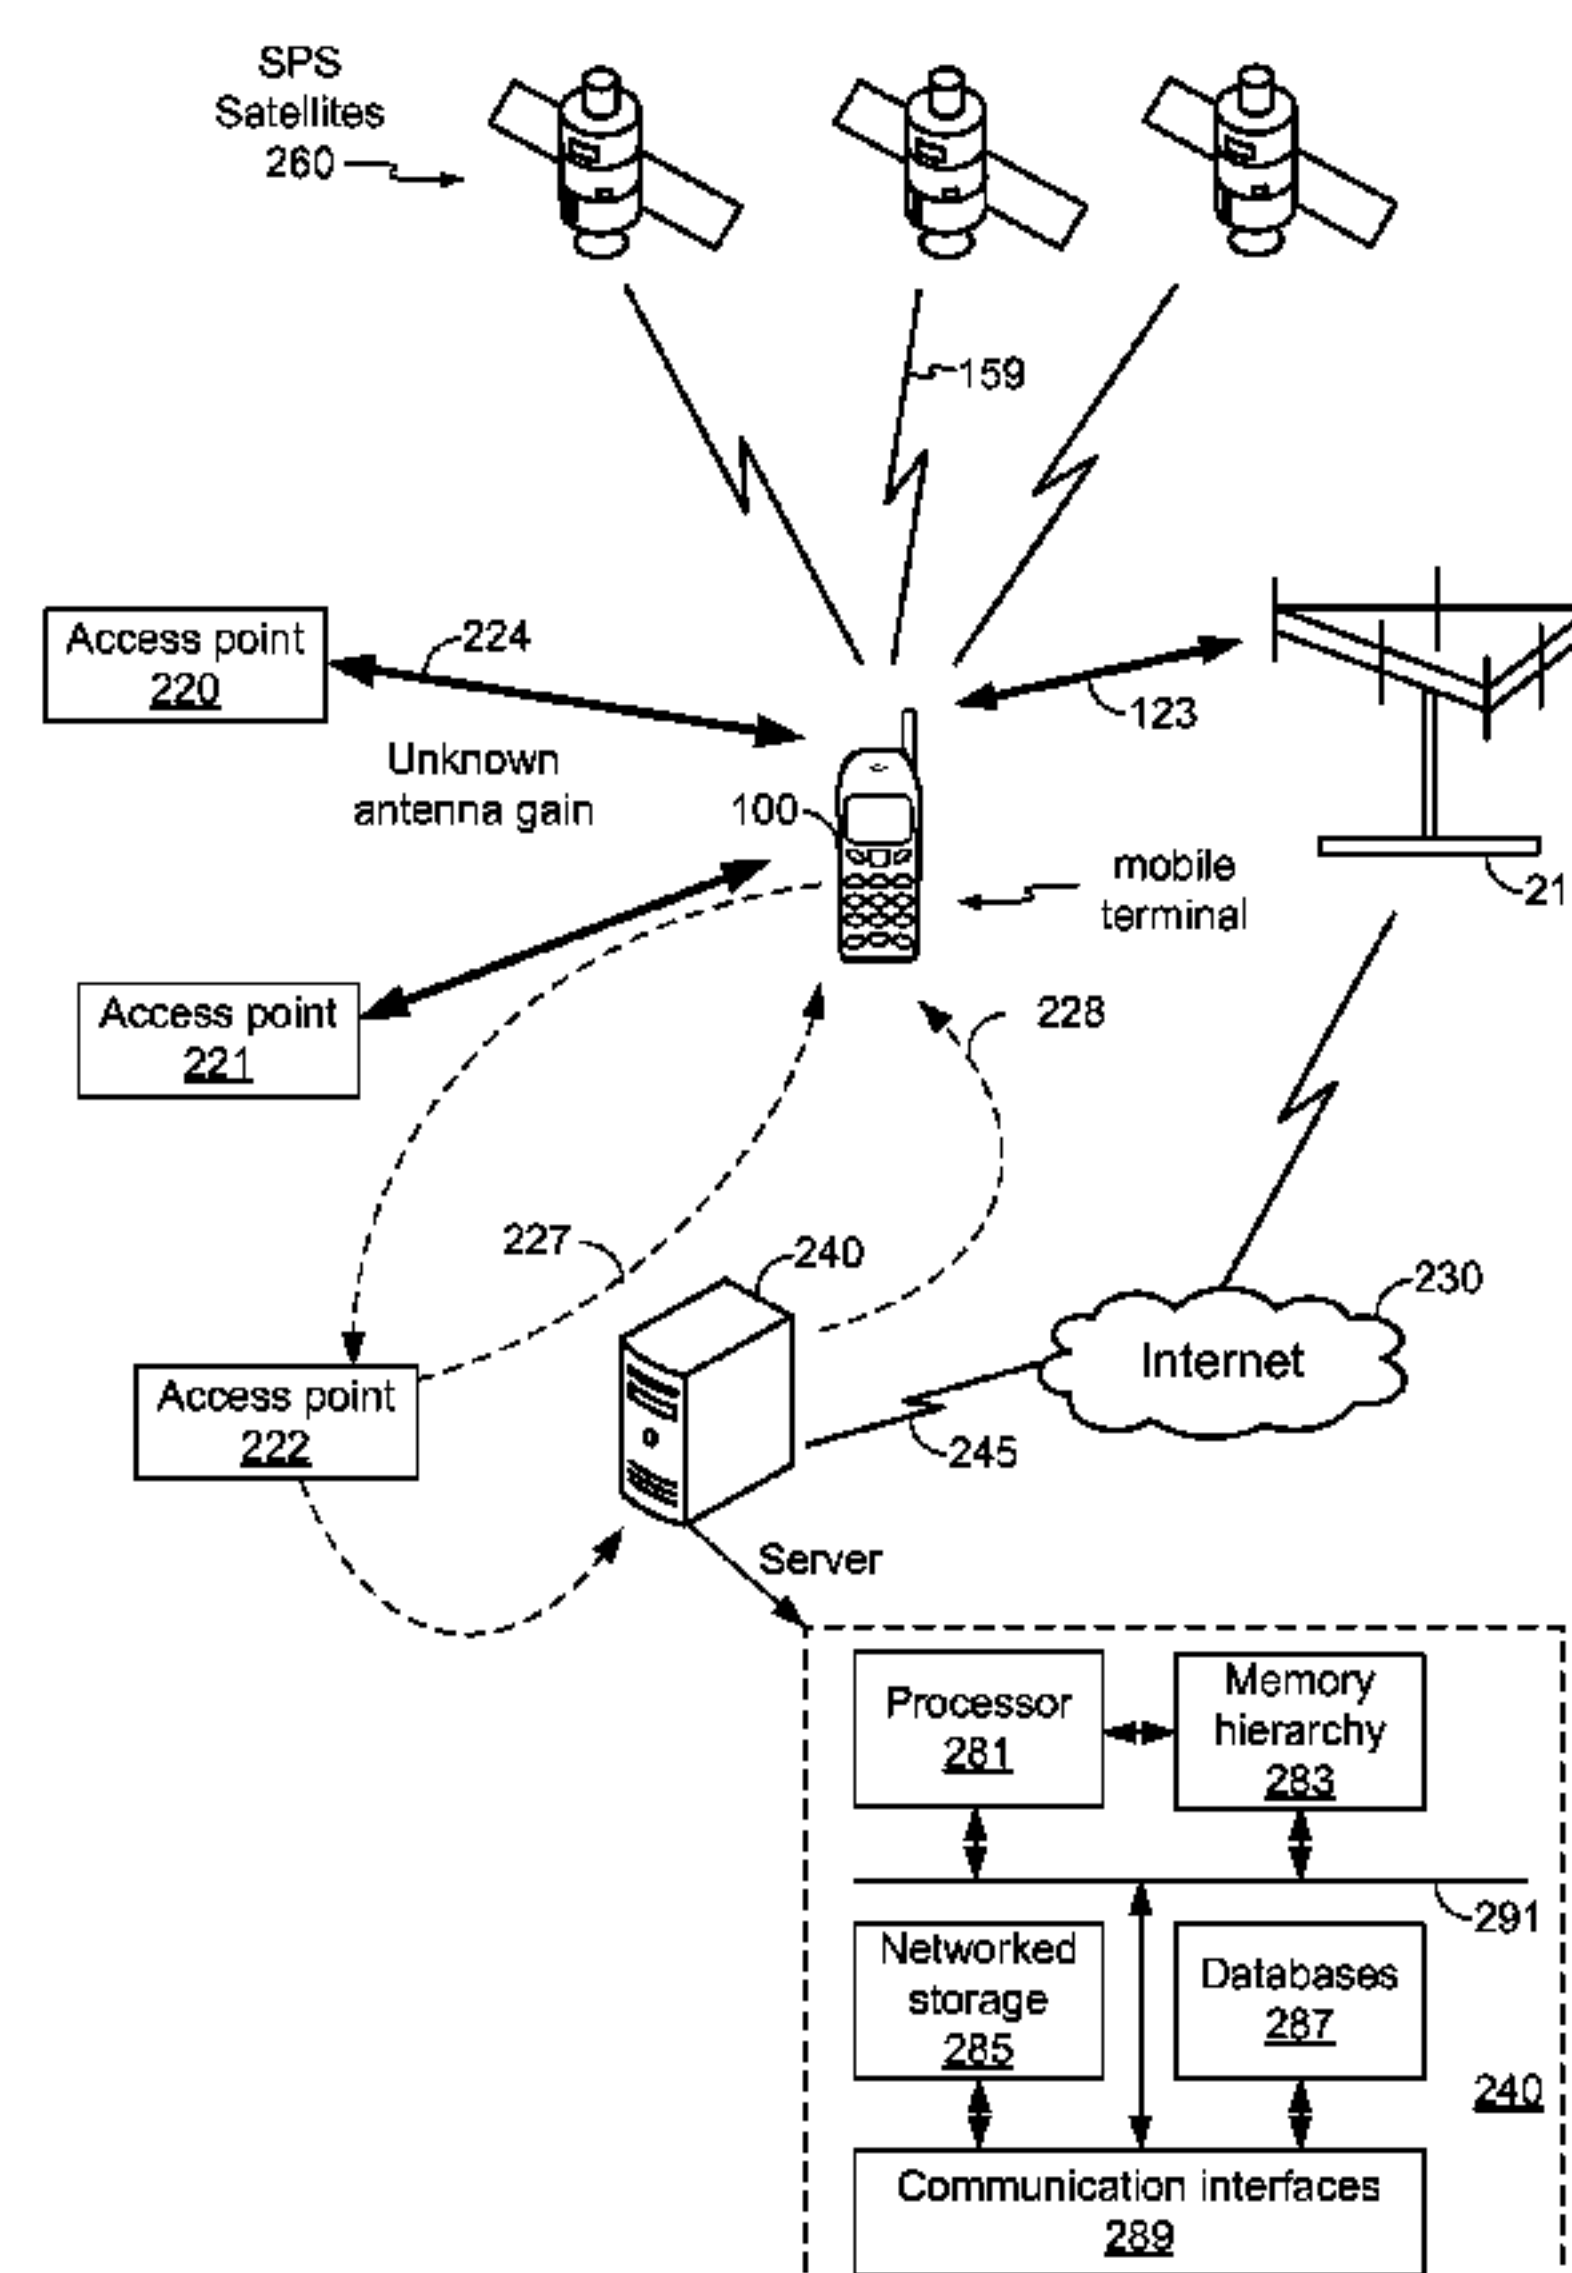 SPS
Satellites
260
159
Access point
220
224
123
Unknown
antenna gain
100
mobile
terminal
21
Access point
221
228
227
240
230
Internet
Access point
222
245
Server
Processor
281
Memory
hierarchy
283
291
Networked
storage
285
Databases
287
240
Communication interfaces
289